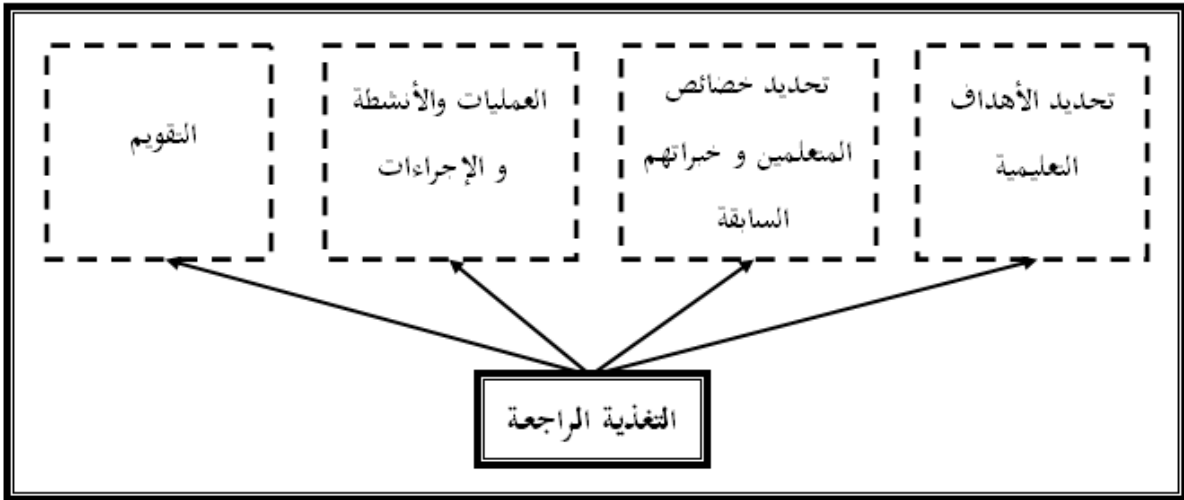 تحديد الأهداف
التعليمية
تحديد خصائص
المتعلمين و خبراتهم
السابقة
العمليات والأنشطة
و الإجراءات
التقويم
التغذية الراجعة